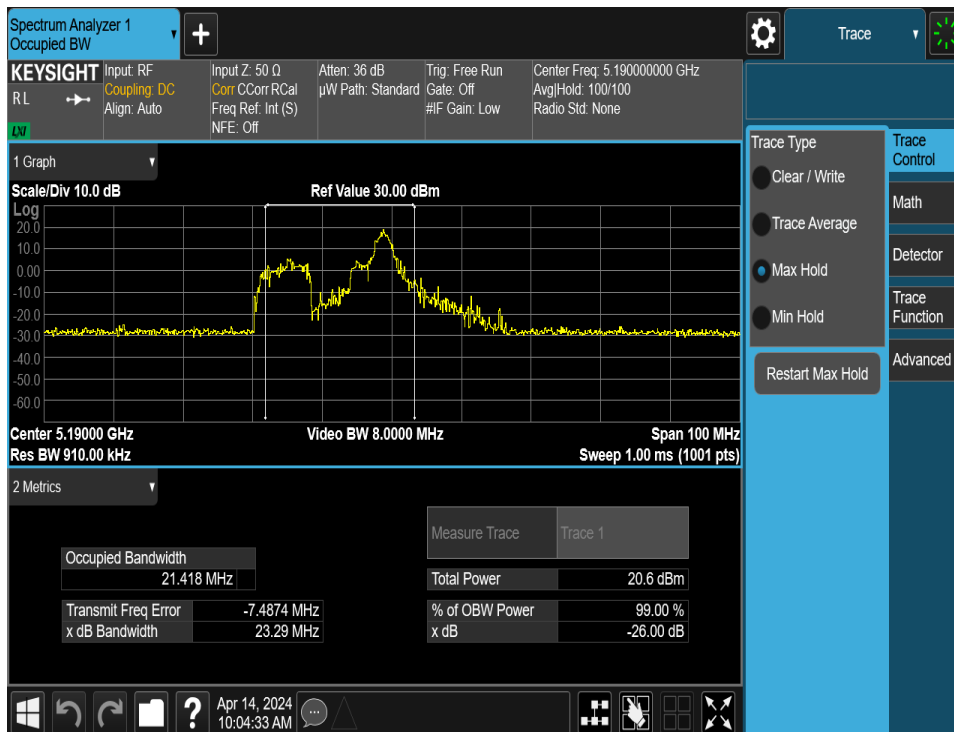 Spectrum Analyzer 1
Occupied BW
Trace
KEYSIGHT
R L
LXI
Input: RF
Coupling: DC
Align: Auto
Input Z: 50 Ω
Corr CCorr RCal
Freq Ref: Int (S)
NFE: Off
Atten: 36 dB
µW Path: Standard
Trig: Free Run
Gate: Off
#IF Gain: Low
Center Freq: 5.190000000 GHz
Avg|Hold: 100/100
Radio Std: None
1 Graph
Scale/Div 10.0 dB
Ref Value 30.00 dBm
Log
20.0
10.0
0.00
-10.0
-20.0
-30.0
-40.0
-50.0
-60.0
Center 5.19000 GHz
Video BW 8.0000 MHz
Span 100 MHz
Res BW 910.00 kHz
Sweep 1.00 ms (1001 pts)
2 Metrics
Measure Trace
Trace 1
Occupied Bandwidth
21.418 MHz
Total Power
20.6 dBm
Transmit Freq Error
-7.4874 MHz
% of OBW Power
99.00 %
x dB Bandwidth
23.29 MHz
x dB
-26.00 dB
Trace Type
Clear / Write
Trace Average
Max Hold
Min Hold
Restart Max Hold
Trace
Control
Math
Detector
Trace
Function
Advanced
?
Apr 14, 2024
10:04:33 AM